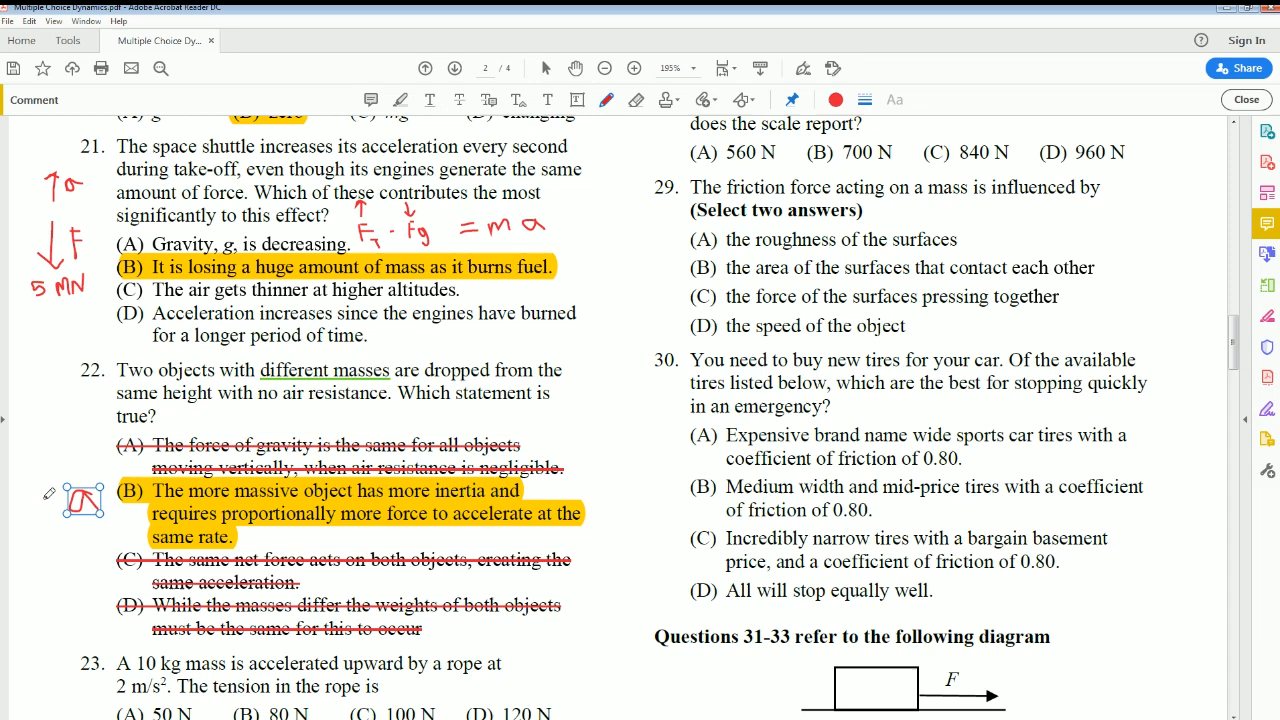 Multiple Choice Dynamics.pdf - Adobe Acrobat Reader DC
File Edit View Window Help
Home Tools Multiple Choice Dy... × Sign In
2 / 4 195% Share
Comment Aa Close
(A) g (B) zero (C) mg (D) changing
21. The space shuttle increases its acceleration every second
during take-off, even though its engines generate the same
amount of force. Which of these contributes the most
significantly to this effect?
(A) Gravity, g, is decreasing.
(B) It is losing a huge amount of mass as it burns fuel.
(C) The air gets thinner at higher altitudes.
(D) Acceleration increases since the engines have burned
for a longer period of time.
↑ a
↓ F
5 MN
↑ ↓
F_T - Fg = m a
22. Two objects with different masses are dropped from the
same height with no air resistance. Which statement is
true?
(A) The force of gravity is the same for all objects
moving vertically, when air resistance is negligible.
(B) The more massive object has more inertia and
requires proportionally more force to accelerate at the
same rate.
(C) The same net force acts on both objects, creating the
same acceleration.
(D) While the masses differ the weights of both objects
must be the same for this to occur
23. A 10 kg mass is accelerated upward by a rope at
2 m/s². The tension in the rope is
(A) 50 N (B) 80 N (C) 100 N (D) 120 N
does the scale report?
(A) 560 N (B) 700 N (C) 840 N (D) 960 N
29. The friction force acting on a mass is influenced by
(Select two answers)
(A) the roughness of the surfaces
(B) the area of the surfaces that contact each other
(C) the force of the surfaces pressing together
(D) the speed of the object
30. You need to buy new tires for your car. Of the available
tires listed below, which are the best for stopping quickly
in an emergency?
(A) Expensive brand name wide sports car tires with a
coefficient of friction of 0.80.
(B) Medium width and mid-price tires with a coefficient
of friction of 0.80.
(C) Incredibly narrow tires with a bargain basement
price, and a coefficient of friction of 0.80.
(D) All will stop equally well.
Questions 31-33 refer to the following diagram
F